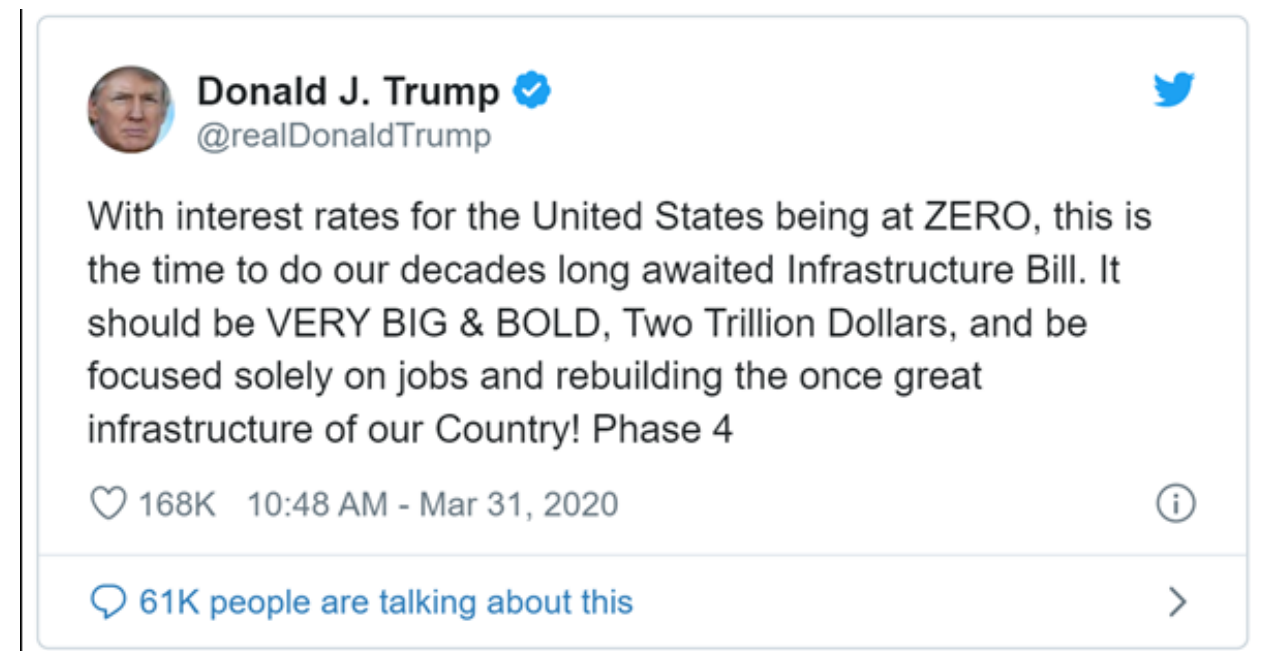 Donald J. Trump
@realDonaldTrump
With interest rates for the United States being at ZERO, this is
the time to do our decades long awaited Infrastructure Bill. It
should be VERY BIG & BOLD, Two Trillion Dollars, and be
focused solely on jobs and rebuilding the once great
infrastructure of our Country! Phase 4
168K 10:48 AM - Mar 31, 2020
61K people are talking about this